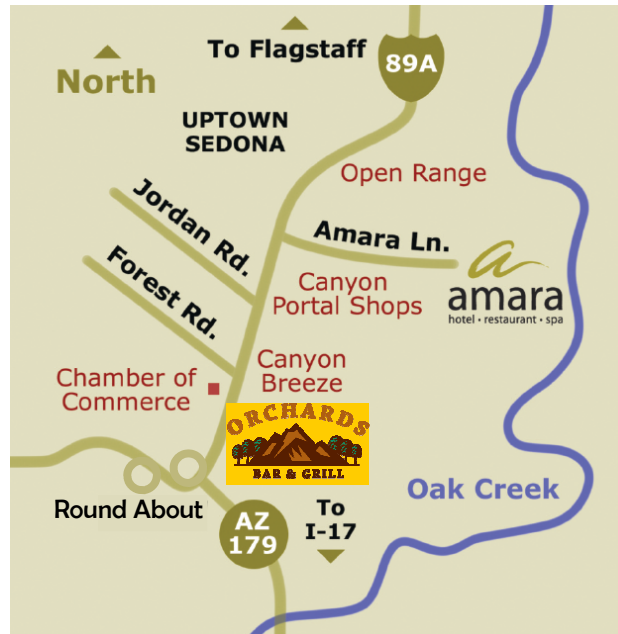 To Flagstaff
89A
North
UPTOWN
SEDONA
Open Range
Jordan Rd.
Amara Ln.
Forest Rd.
Canyon
Portal Shops
amara
hotel • restaurant • spa
Canyon
Breeze
Chamber of
Commerce
ORCHARDS
BAR & GRILL
Round About
Oak Creek
To
I-17
AZ
179